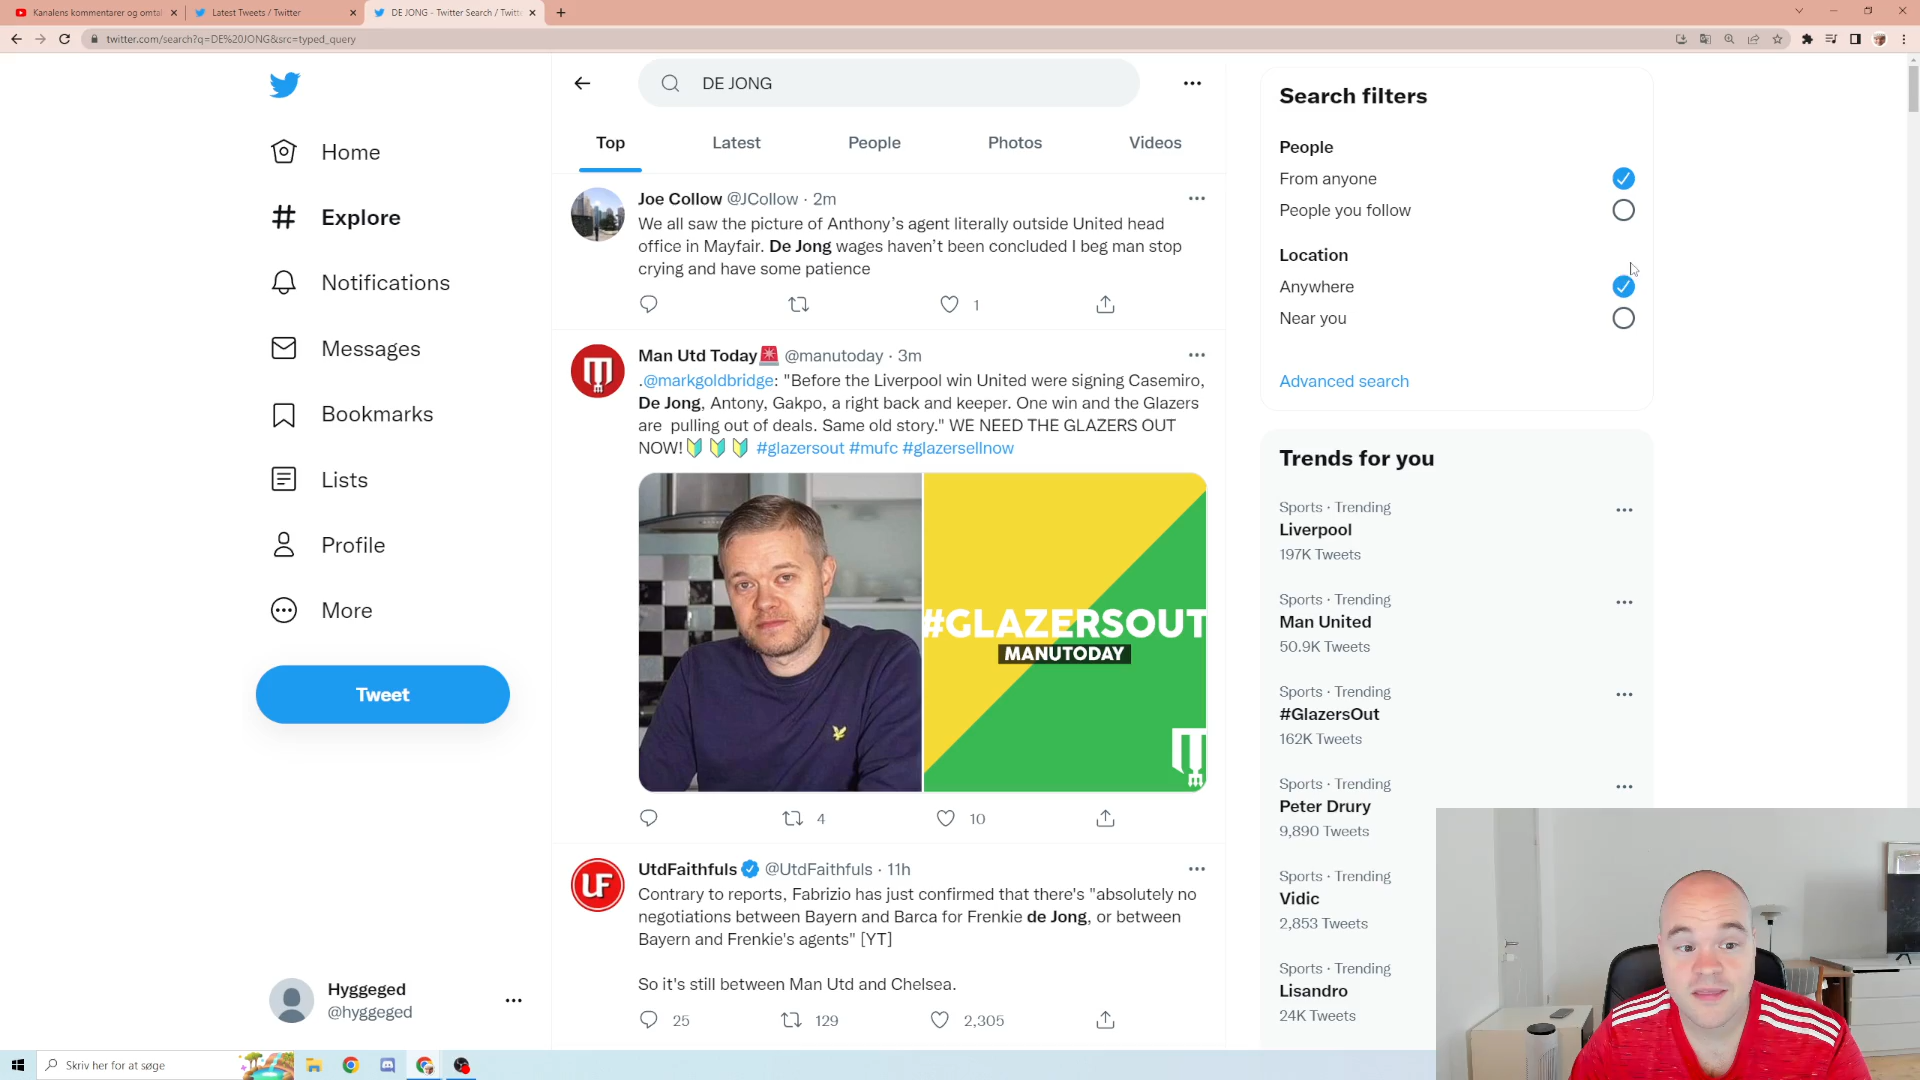 Kanalens kommentarer og omtal
Latest Tweets / Twitter
DE JONG - Twitter Search / Twitt
twitter.com/search?q=DE%20JONG&src=typed_query
Home
Explore
Notifications
Messages
Bookmarks
Lists
Profile
More
Tweet
Hyggeged
@hyggeged
DE JONG
Top
Latest
People
Photos
Videos
Joe Collow @JCollow · 2m
We all saw the picture of Anthony's agent literally outside United head
office in Mayfair. De Jong wages haven't been concluded I beg man stop
crying and have some patience
1
Man Utd Today🚨 @manutoday · 3m
.@markgoldbridge: "Before the Liverpool win United were signing Casemiro,
De Jong, Antony, Gakpo, a right back and keeper. One win and the Glazers
are pulling out of deals. Same old story." WE NEED THE GLAZERS OUT
NOW!🔰🔰🔰 #glazersout #mufc #glazersellnow
#GLAZERSOUT
MANUTODAY
4
10
UtdFaithfuls @UtdFaithfuls · 11h
Contrary to reports, Fabrizio has just confirmed that there's "absolutely no
negotiations between Bayern and Barca for Frenkie de Jong, or between
Bayern and Frenkie's agents" [YT]
So it's still between Man Utd and Chelsea.
25
129
2,305
UF
Search filters
People
From anyone
People you follow
Location
Anywhere
Near you
Advanced search
Trends for you
Sports · Trending
Liverpool
197K Tweets
Sports · Trending
Man United
50.9K Tweets
Sports · Trending
#GlazersOut
162K Tweets
Sports · Trending
Peter Drury
9,890 Tweets
Sports · Trending
Vidic
2,853 Tweets
Sports · Trending
Lisandro
24K Tweets
Skriv her for at søge